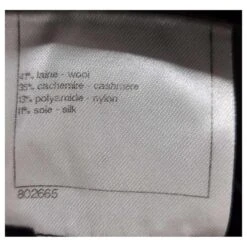 41% laine - wool
35% cachemire - cashmere
13% polyamide - nylon
11% soie - silk
802665